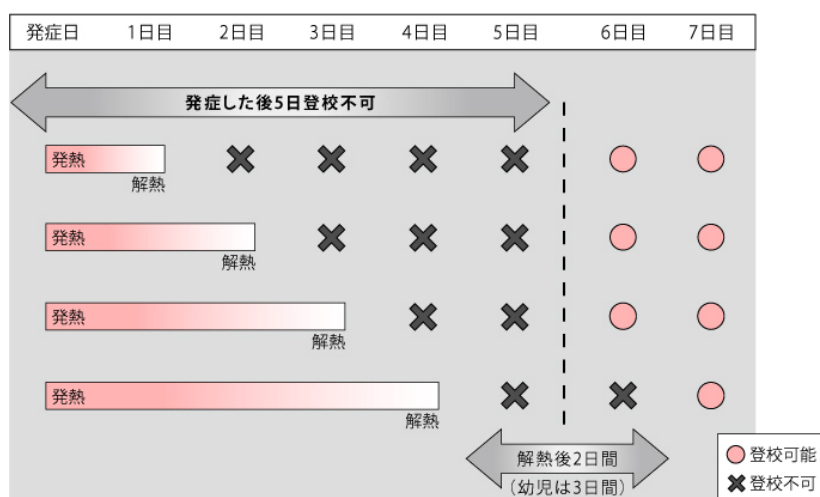 発症日 1日目 2日目 3日目 4日目 5日目 6日目 7日目
発症した後5日登校不可
発熱
解熱
発熱
解熱
発熱
解熱
発熱
解熱
解熱後2日間
(幼児は3日間)
登校可能
登校不可